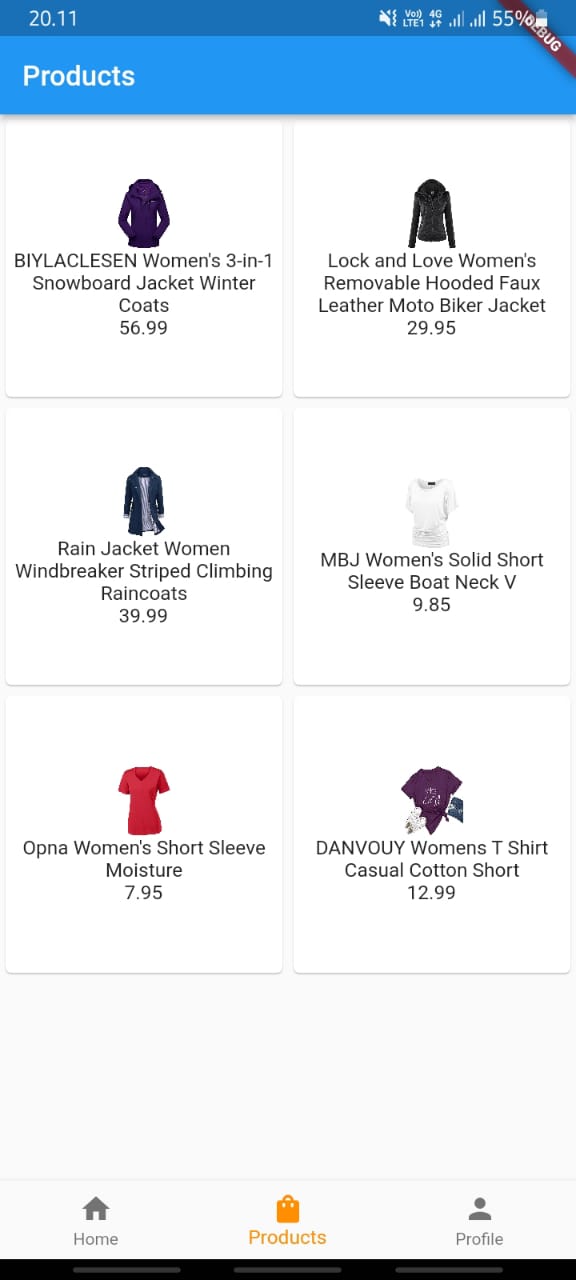 20.11
Vo)) 4G
LTE1
55%
DEBUG
Products
BIYLACLESEN Women's 3-in-1
Snowboard Jacket Winter
Coats
56.99
Lock and Love Women's
Removable Hooded Faux
Leather Moto Biker Jacket
29.95
Rain Jacket Women
Windbreaker Striped Climbing
Raincoats
39.99
MBJ Women's Solid Short
Sleeve Boat Neck V
9.85
Opna Women's Short Sleeve
Moisture
7.95
DANVOUY Womens T Shirt
Casual Cotton Short
12.99
Home
Products
Profile